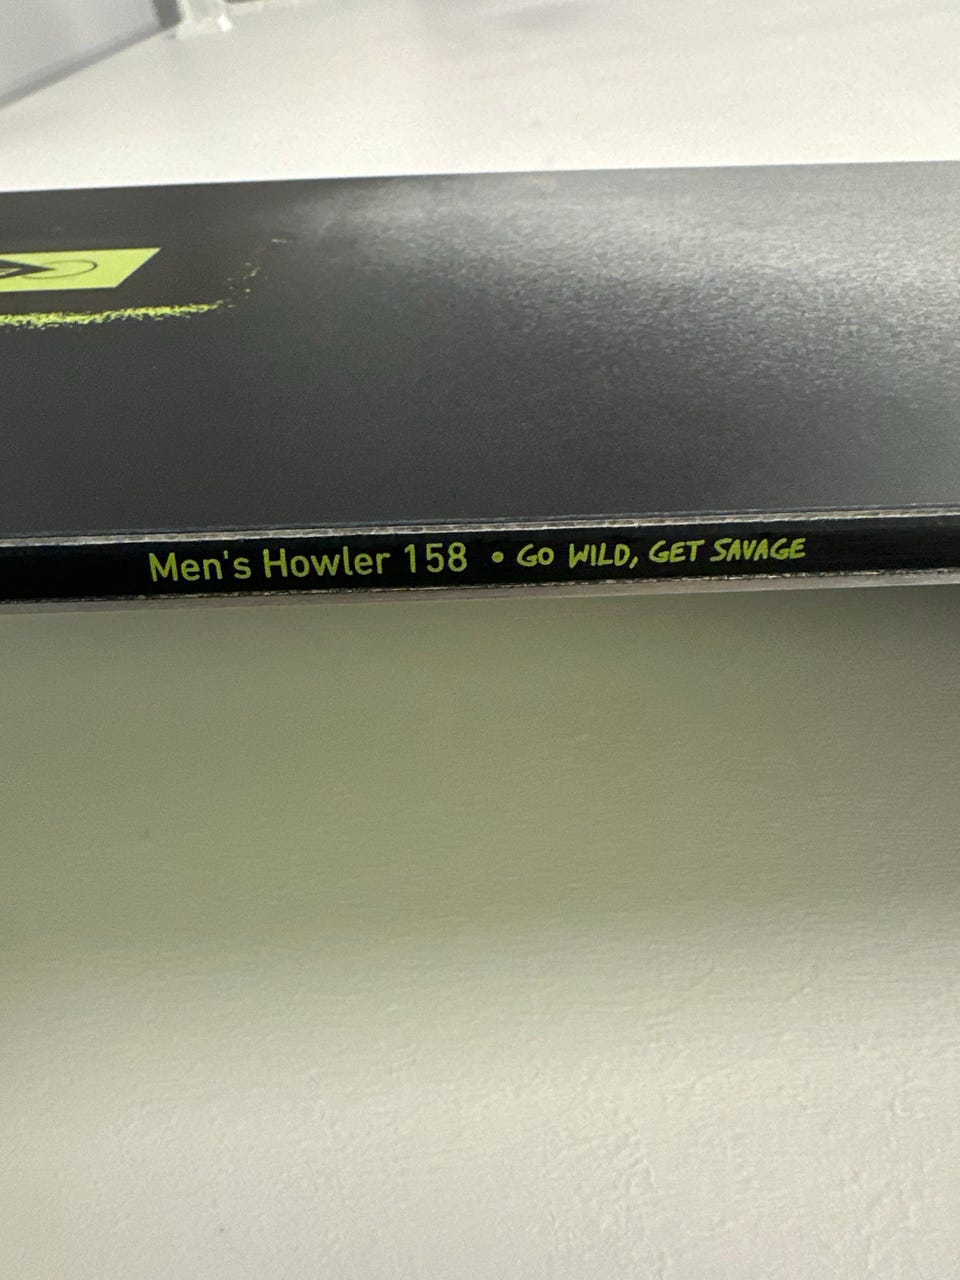 Men's Howler 158 • GO WILD, GET SAVAGE